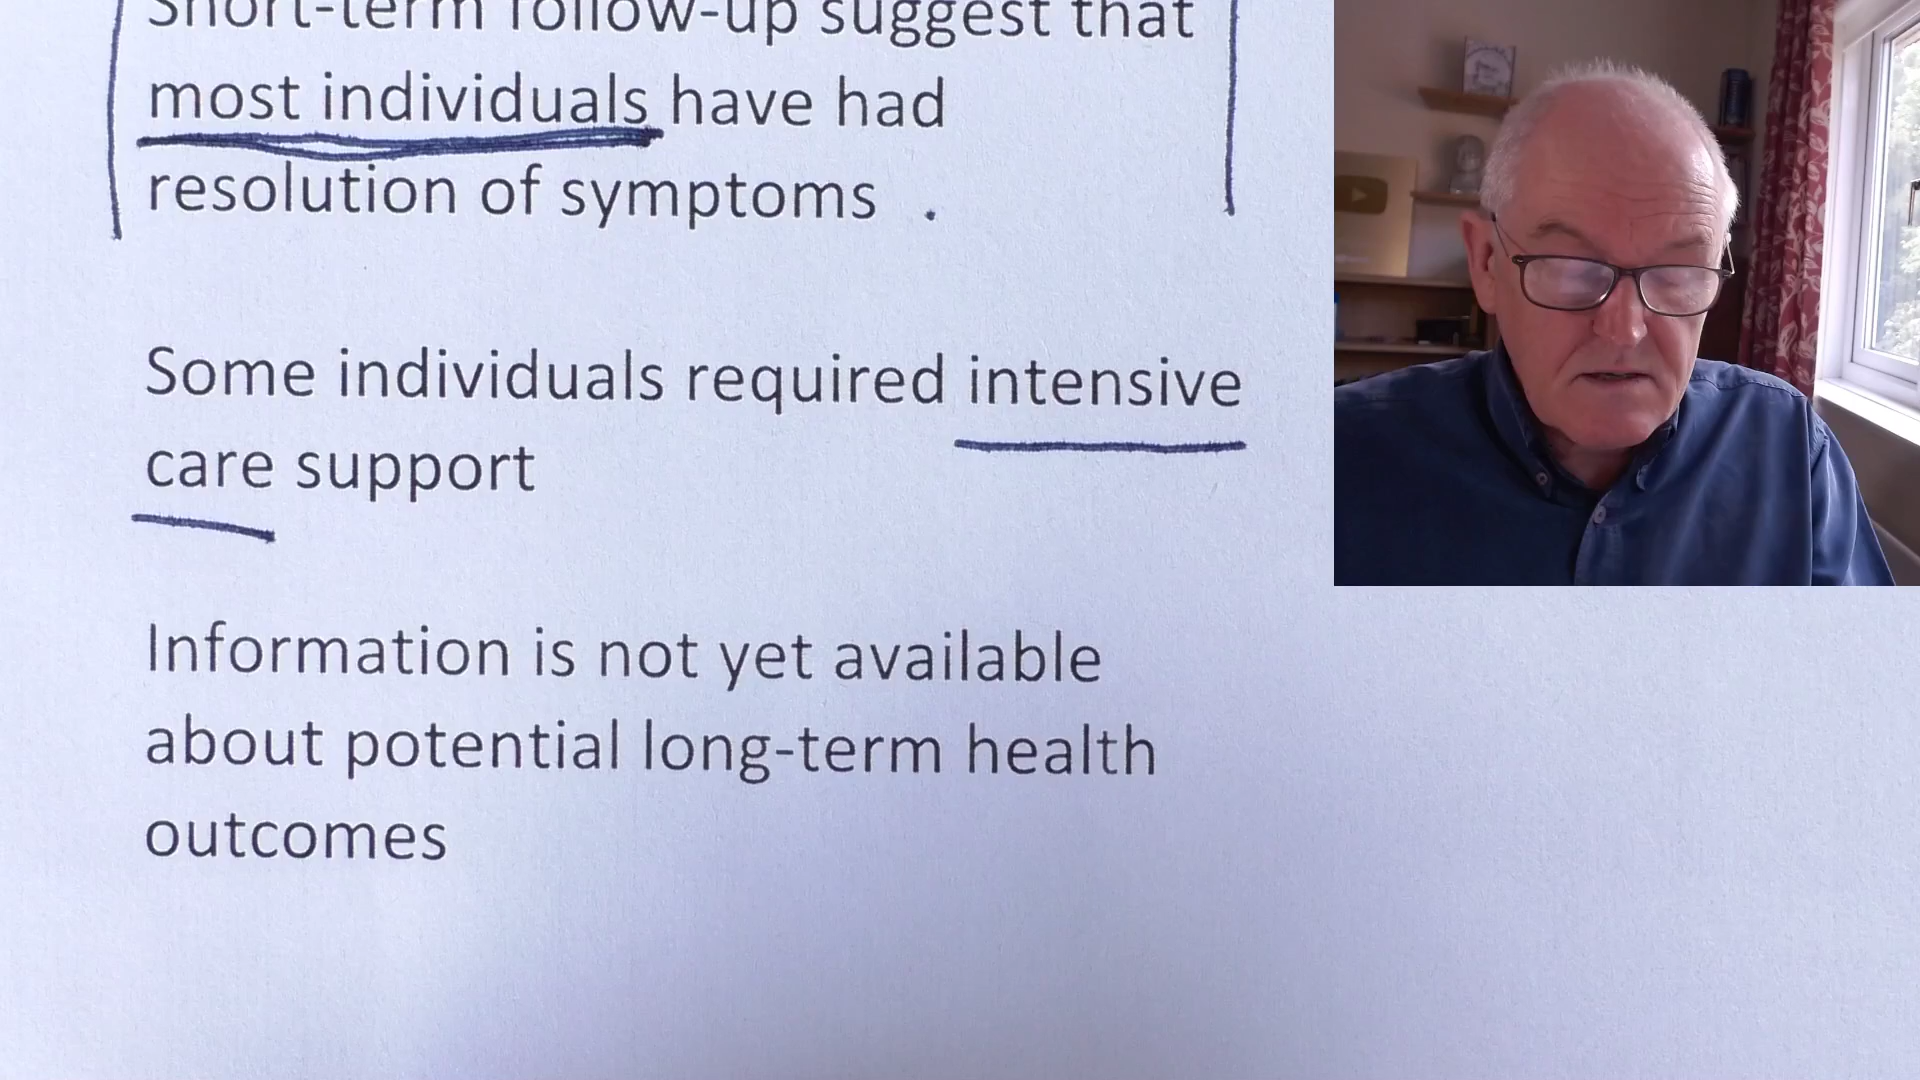 Short-term follow-up suggest that
most individuals have had
resolution of symptoms
Some individuals required intensive
care support
Information is not yet available
about potential long-term health
outcomes